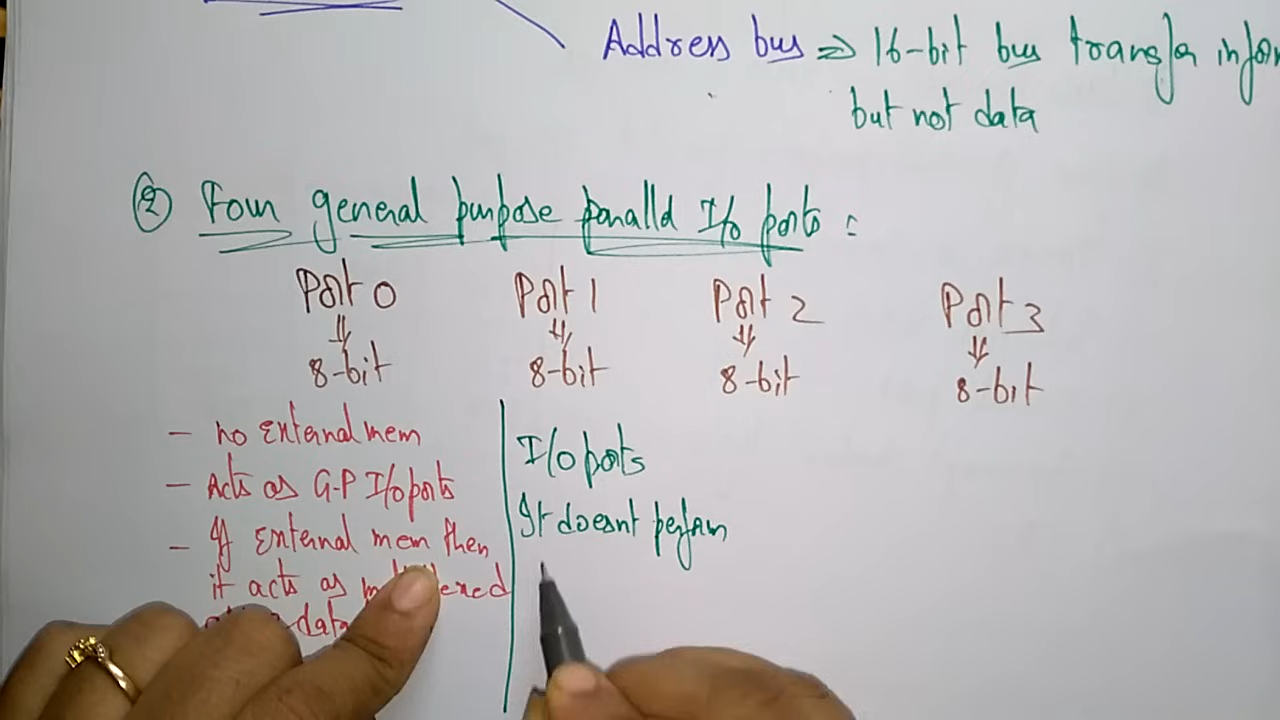 Address bus ⇒ 16-bit bus transfer
but not data
② Four general purpose parallel I/o ports :
Port 0 Port 1 Port 2 Port 3
⇓ ⇓ ⇓ ⇓
8-bit 8-bit 8-bit 8-bit
- no External mem
- Acts as G.P I/o ports
- If External mem then
it acts as
data
I/o ports
It doesnt perform